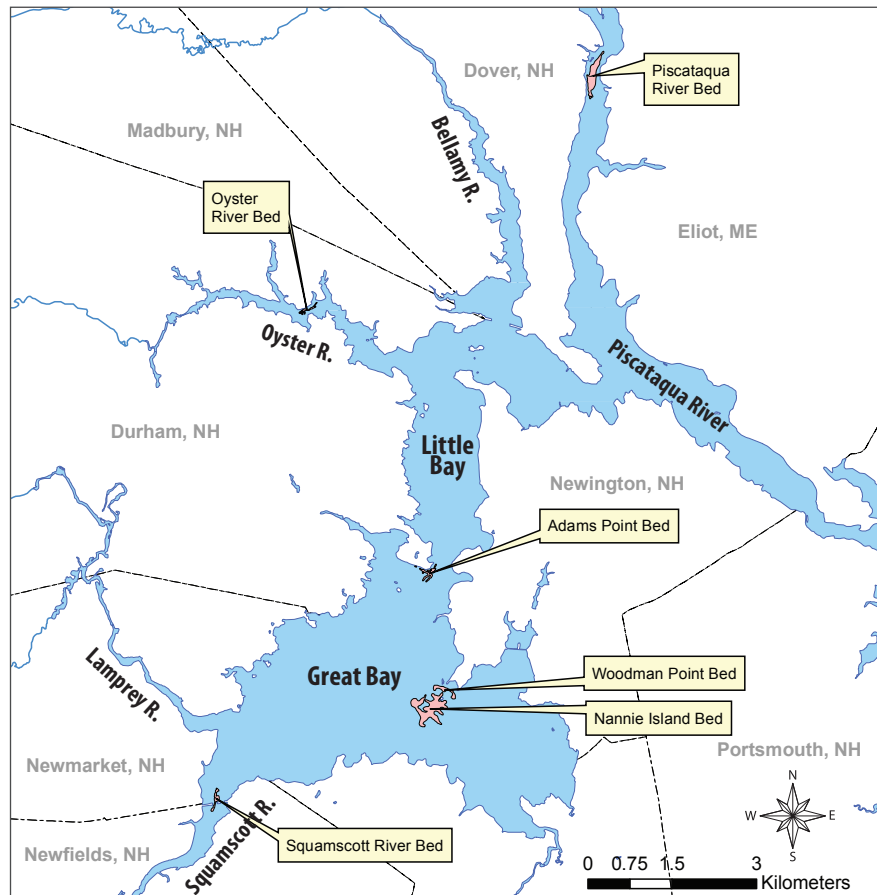 Dover, NH
Piscataqua
River Bed
Madbury, NH
Bellamy R.
Oyster
River Bed
Eliot, ME
Oyster R.
Piscataqua River
Durham, NH
Little
Bay
Newington, NH
Adams Point Bed
Great Bay
Woodman Point Bed
Lamprey R.
Nannie Island Bed
Portsmouth, NH
Newmarket, NH
N
W
E
S
Squamscott R.
Squamscott River Bed
Newfields, NH
0 0.75 1.5 3
Kilometers